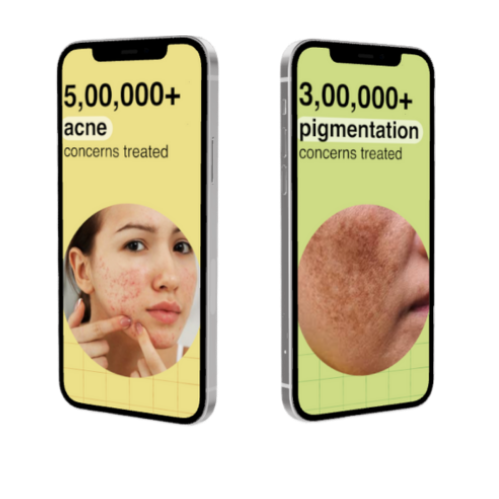 5,00,000+
acne
concerns treated
3,00,000+
pigmentation
concerns treated